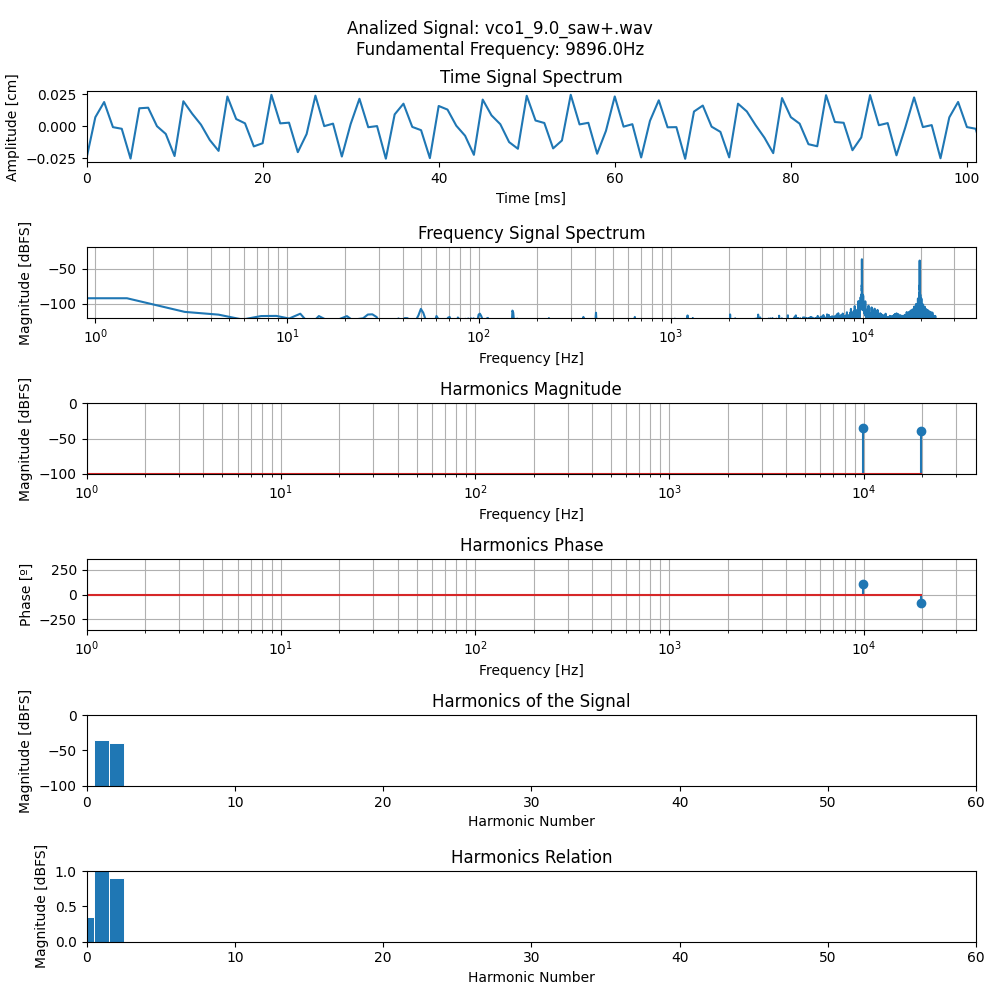 Analized Signal: vco1_9.0_saw+.wav
Fundamental Frequency: 9896.0Hz
Time Signal Spectrum
Amplitude [cm]
0.025
0.000
−0.025
0 20 40 60 80 100
Time [ms]
Frequency Signal Spectrum
Magnitude [dBFS]
−50
−100
10⁰ 10¹ 10² 10³ 10⁴
Frequency [Hz]
Harmonics Magnitude
Magnitude [dBFS]
0
−50
−100
10⁰ 10¹ 10² 10³ 10⁴
Frequency [Hz]
Harmonics Phase
Phase [º]
250
0
−250
10⁰ 10¹ 10² 10³ 10⁴
Frequency [Hz]
Harmonics of the Signal
Magnitude [dBFS]
0
−50
−100
0 10 20 30 40 50 60
Harmonic Number
Harmonics Relation
Magnitude [dBFS]
1.0
0.5
0.0
0 10 20 30 40 50 60
Harmonic Number